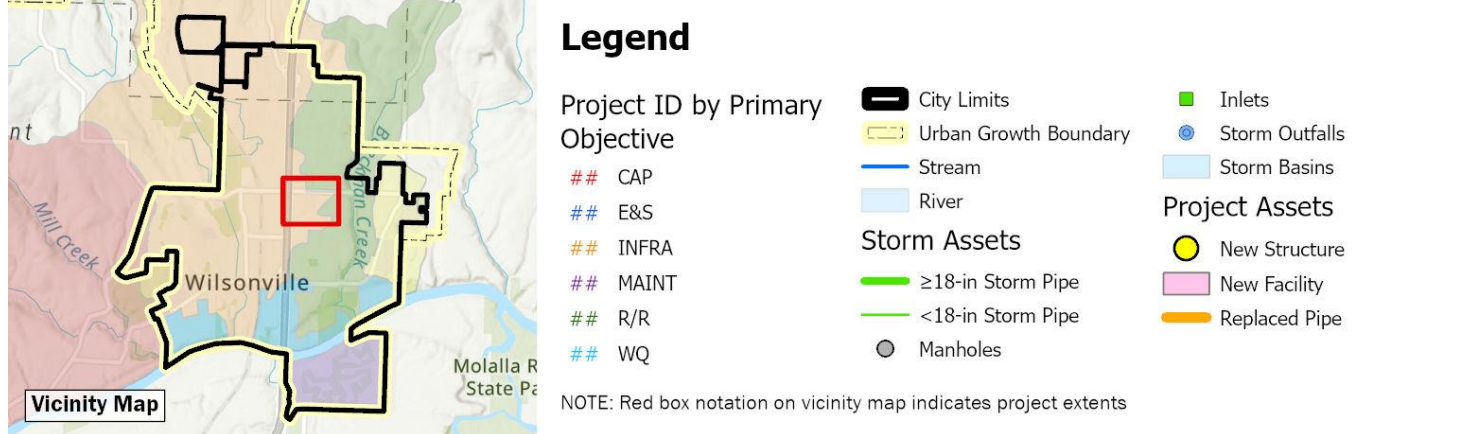 nt
Mill Creek
Boeckman Creek
Wilsonville
Molalla R
State Pa
Vicinity Map
Legend
Project ID by Primary
Objective
## CAP
## E&S
## INFRA
## MAINT
## R/R
## WQ
City Limits
Urban Growth Boundary
Stream
River
Storm Assets
≥18-in Storm Pipe
<18-in Storm Pipe
Manholes
Inlets
Storm Outfalls
Storm Basins
Project Assets
New Structure
New Facility
Replaced Pipe
NOTE: Red box notation on vicinity map indicates project extents